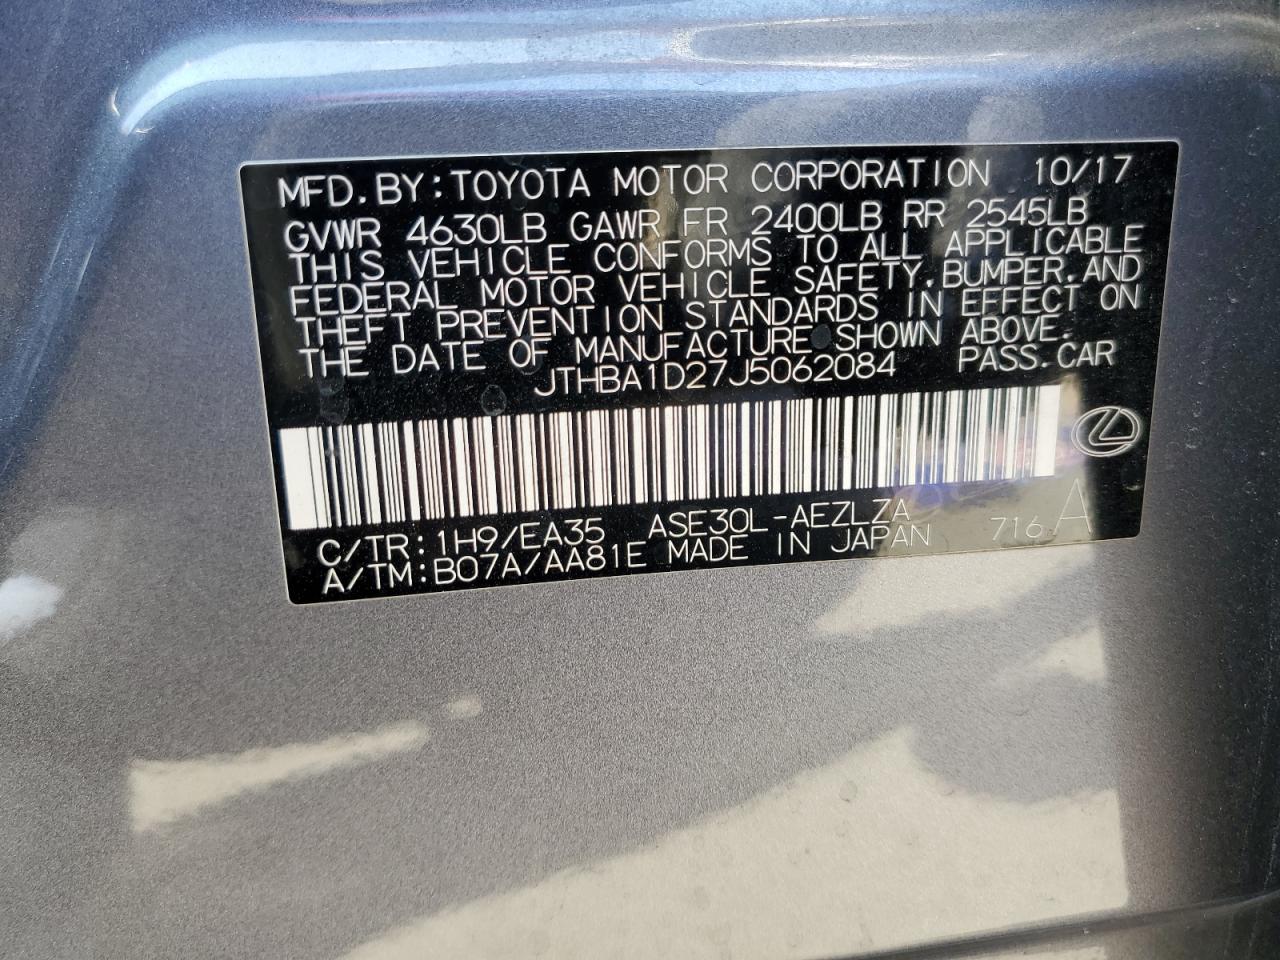 MFD. BY: TOYOTA MOTOR CORPORATION 10/17
GVWR 4630LB GAWR FR 2400LB RR 2545LB
THIS VEHICLE CONFORMS TO ALL APPLICABLE
FEDERAL MOTOR VEHICLE SAFETY, BUMPER, AND
THEFT PREVENTION STANDARDS IN EFFECT ON
THE DATE OF MANUFACTURE SHOWN ABOVE.
JTHBA1D27J5062084 PASS. CAR
C/TR: 1H9/EA35 ASE30L-AEZLZA
A/TM: B07A/AA81E MADE IN JAPAN 716 A